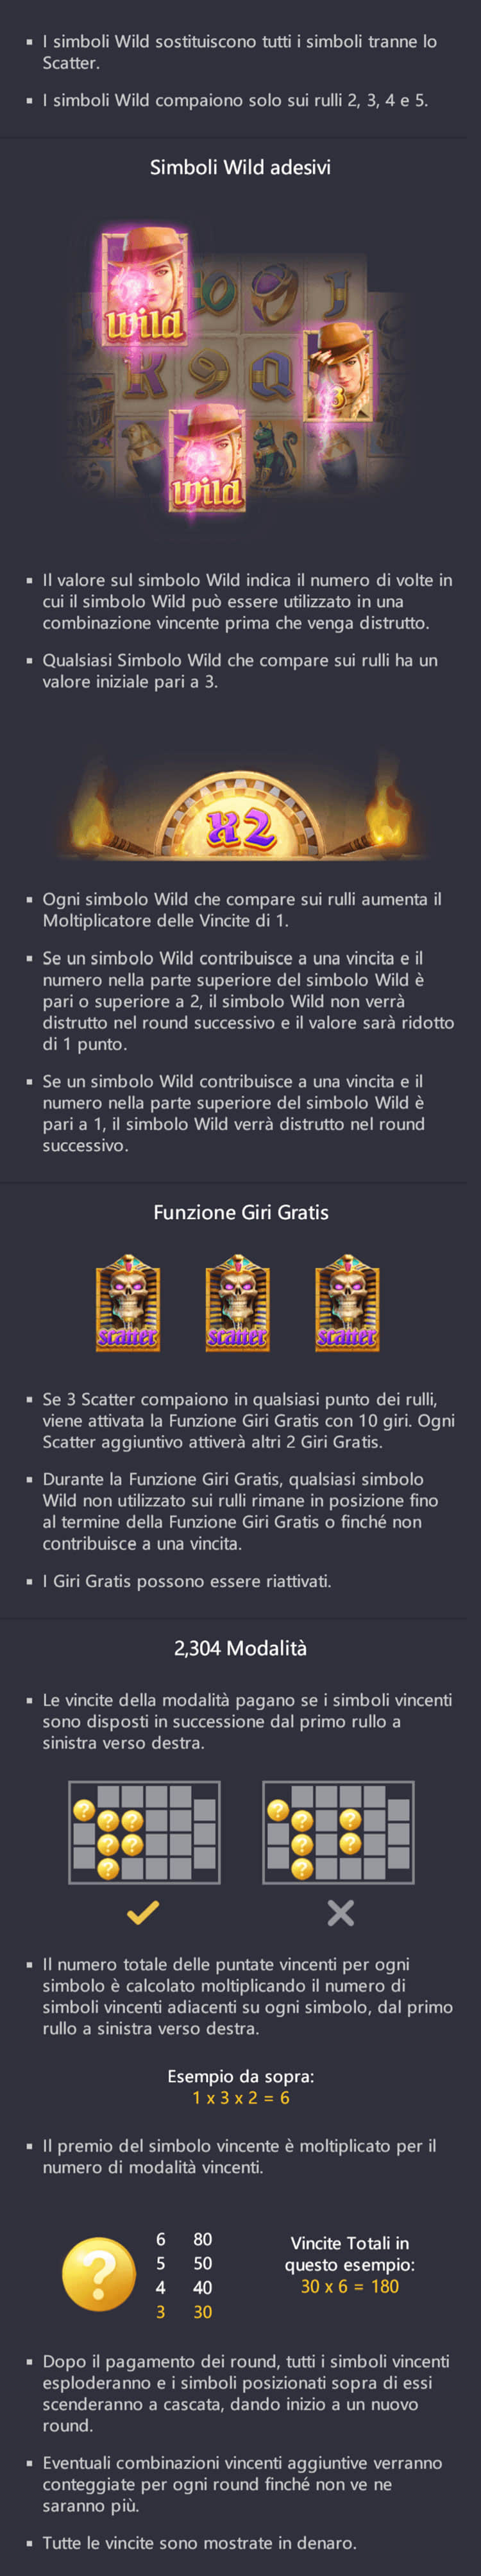 ▪ I simboli Wild sostituiscono tutti i simboli tranne lo
Scatter.
▪ I simboli Wild compaiono solo sui rulli 2, 3, 4 e 5.
Simboli Wild adesivi
Wild
10 J
K 9 Q
3
Wild
▪ Il valore sul simbolo Wild indica il numero di volte in
cui il simbolo Wild può essere utilizzato in una
combinazione vincente prima che venga distrutto.
▪ Qualsiasi Simbolo Wild che compare sui rulli ha un
valore iniziale pari a 3.
x2
▪ Ogni simbolo Wild che compare sui rulli aumenta il
Moltiplicatore delle Vincite di 1.
▪ Se un simbolo Wild contribuisce a una vincita e il
numero nella parte superiore del simbolo Wild è
pari o superiore a 2, il simbolo Wild non verrà
distrutto nel round successivo e il valore sarà ridotto
di 1 punto.
▪ Se un simbolo Wild contribuisce a una vincita e il
numero nella parte superiore del simbolo Wild è
pari a 1, il simbolo Wild verrà distrutto nel round
successivo.
Funzione Giri Gratis
Scatter Scatter Scatter
▪ Se 3 Scatter compaiono in qualsiasi punto dei rulli,
viene attivata la Funzione Giri Gratis con 10 giri. Ogni
Scatter aggiuntivo attiverà altri 2 Giri Gratis.
▪ Durante la Funzione Giri Gratis, qualsiasi simbolo
Wild non utilizzato sui rulli rimane in posizione fino
al termine della Funzione Giri Gratis o finché non
contribuisce a una vincita.
▪ I Giri Gratis possono essere riattivati.
2,304 Modalità
▪ Le vincite della modalità pagano se i simboli vincenti
sono disposti in successione dal primo rullo a
sinistra verso destra.
? ? ? ? ? ?
? ? ? ? ? ?
▪ Il numero totale delle puntate vincenti per ogni
simbolo è calcolato moltiplicando il numero di
simboli vincenti adiacenti su ogni simbolo, dal primo
rullo a sinistra verso destra.
Esempio da sopra:
1 x 3 x 2 = 6
▪ Il premio del simbolo vincente è moltiplicato per il
numero di modalità vincenti.
?
6 80
5 50
4 40
3 30
Vincite Totali in
questo esempio:
30 x 6 = 180
▪ Dopo il pagamento dei round, tutti i simboli vincenti
esploderanno e i simboli posizionati sopra di essi
scenderanno a cascata, dando inizio a un nuovo
round.
▪ Eventuali combinazioni vincenti aggiuntive verranno
conteggiate per ogni round finché non ve ne
saranno più.
▪ Tutte le vincite sono mostrate in denaro.